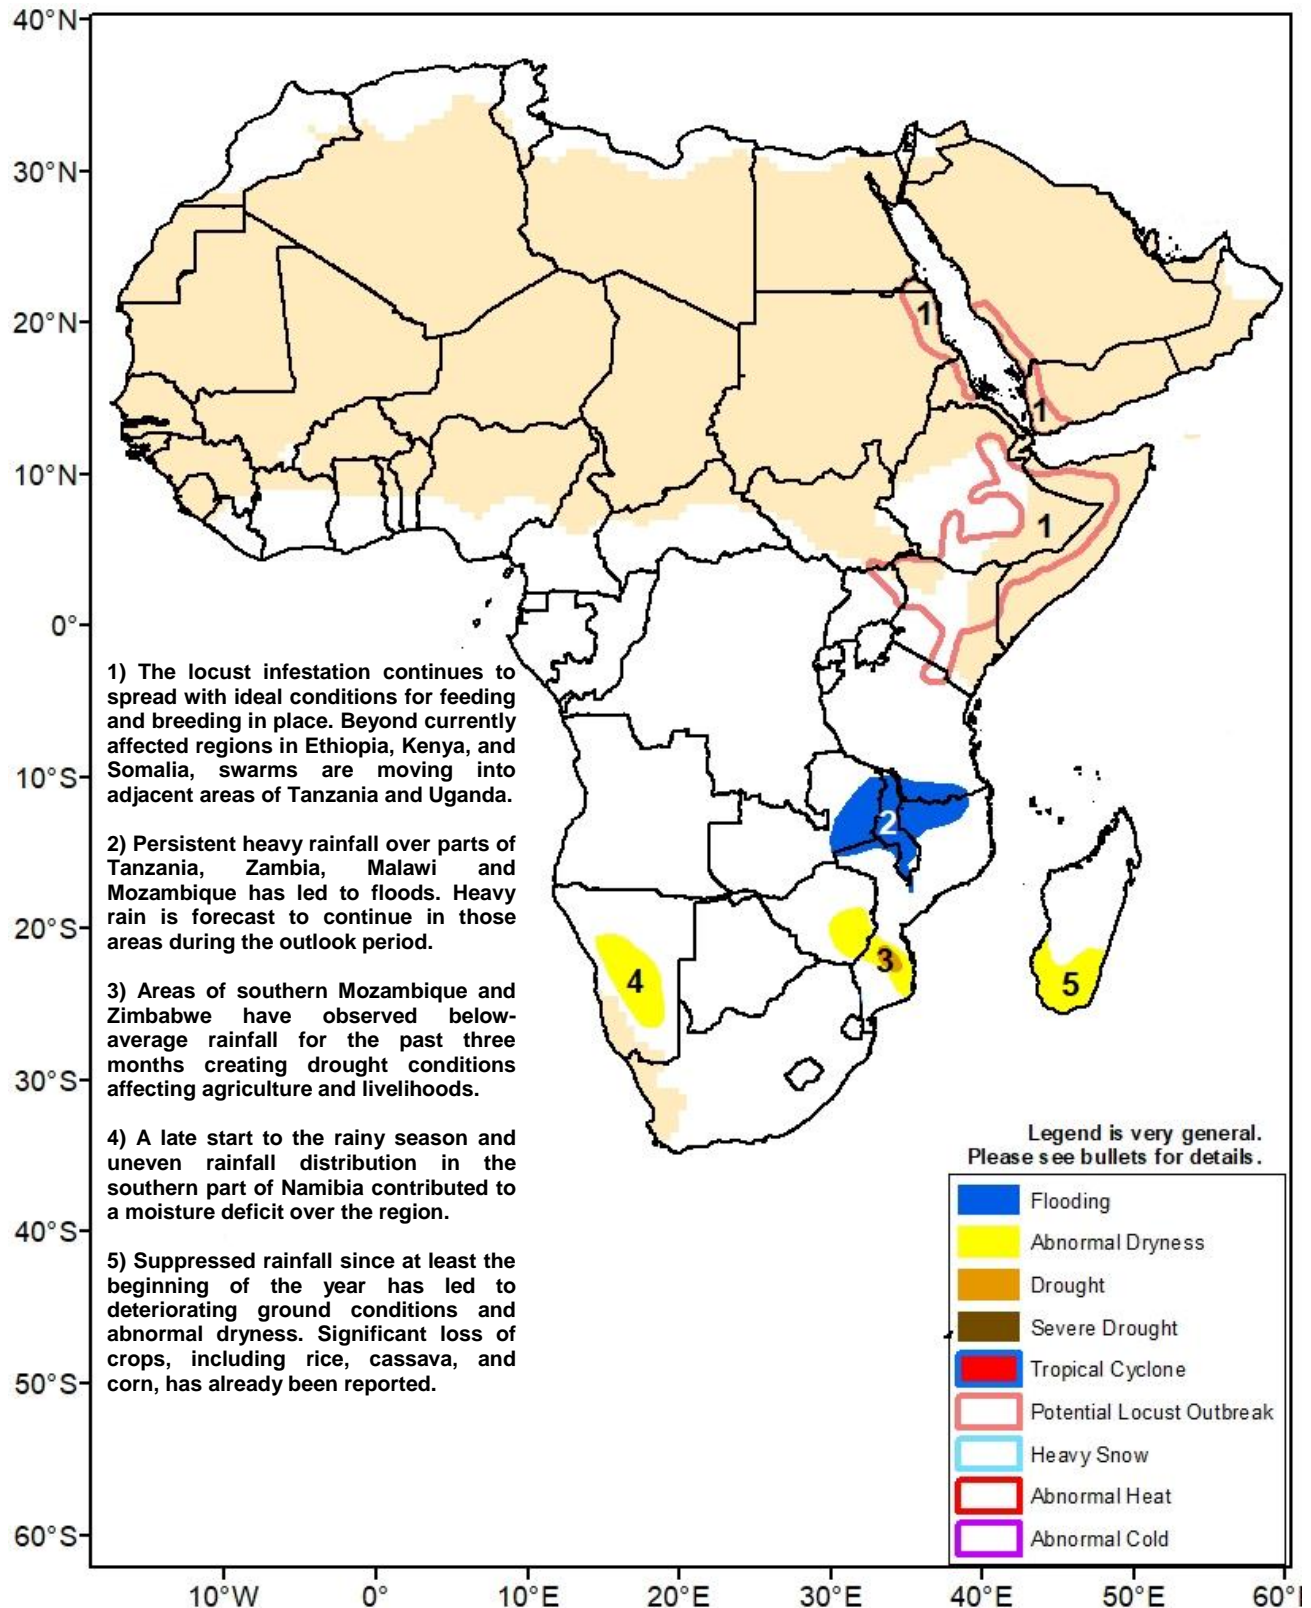 40°N
30°N
20°N
10°N
0°
10°S
20°S
30°S
40°S
50°S
60°S
1
1
1
2
3
4
5
1) The locust infestation continues to
spread with ideal conditions for feeding
and breeding in place. Beyond currently
affected regions in Ethiopia, Kenya, and
Somalia, swarms are moving into
adjacent areas of Tanzania and Uganda.
2) Persistent heavy rainfall over parts of
Tanzania, Zambia, Malawi and
Mozambique has led to floods. Heavy
rain is forecast to continue in those
areas during the outlook period.
3) Areas of southern Mozambique and
Zimbabwe have observed below-
average rainfall for the past three
months creating drought conditions
affecting agriculture and livelihoods.
4) A late start to the rainy season and
uneven rainfall distribution in the
southern part of Namibia contributed to
a moisture deficit over the region.
5) Suppressed rainfall since at least the
beginning of the year has led to
deteriorating ground conditions and
abnormal dryness. Significant loss of
crops, including rice, cassava, and
corn, has already been reported.
Legend is very general.
Please see bullets for details.
Flooding
Abnormal Dryness
Drought
Severe Drought
Tropical Cyclone
Potential Locust Outbreak
Heavy Snow
Abnormal Heat
Abnormal Cold
10°W 0° 10°E 20°E 30°E 40°E 50°E 60°